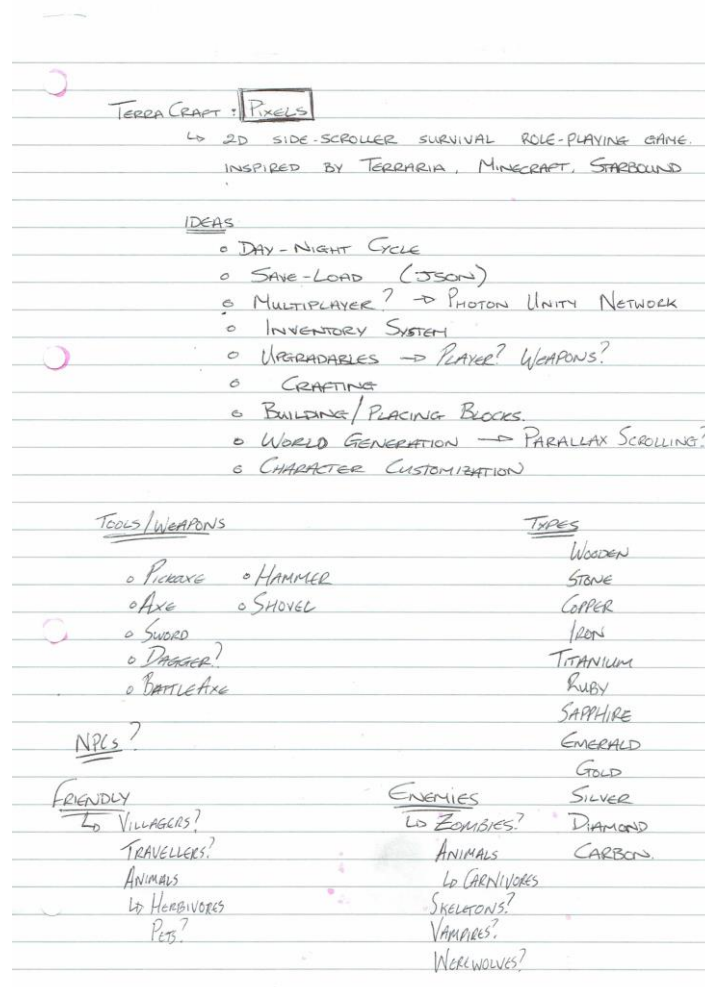 TERRA CRAFT : PIXELS
↳ 2D SIDE-SCROLLER SURVIVAL ROLE-PLAYING GAME.
INSPIRED BY TERRARIA, MINECRAFT, STARBOUND
IDEAS
o DAY-NIGHT CYCLE
o SAVE-LOAD (JSON)
o MULTIPLAYER? → PHOTON UNITY NETWORK
o INVENTORY SYSTEM
o UPGRADABLES → PLAYER? WEAPONS?
o CRAFTING
o BUILDING/PLACING BLOCKS.
o WORLD GENERATION → PARALLAX SCROLLING?
o CHARACTER CUSTOMIZATION
TOOLS/WEAPONS
o PICKAXE o HAMMER
o AXE o SHOVEL
o SWORD
o DAGGER?
o BATTLEAXE
TYPES
WOODEN
STONE
COPPER
IRON
TITANIUM
RUBY
SAPPHIRE
EMERALD
GOLD
SILVER
DIAMOND
CARBON.
NPCs?
FRIENDLY
↳ VILLAGERS?
TRAVELLERS?
ANIMALS
↳ HERBIVORES
PETS?
ENEMIES
↳ ZOMBIES?
ANIMALS
↳ CARNIVORES
SKELETONS?
VAMPIRES?
WEREWOLVES?